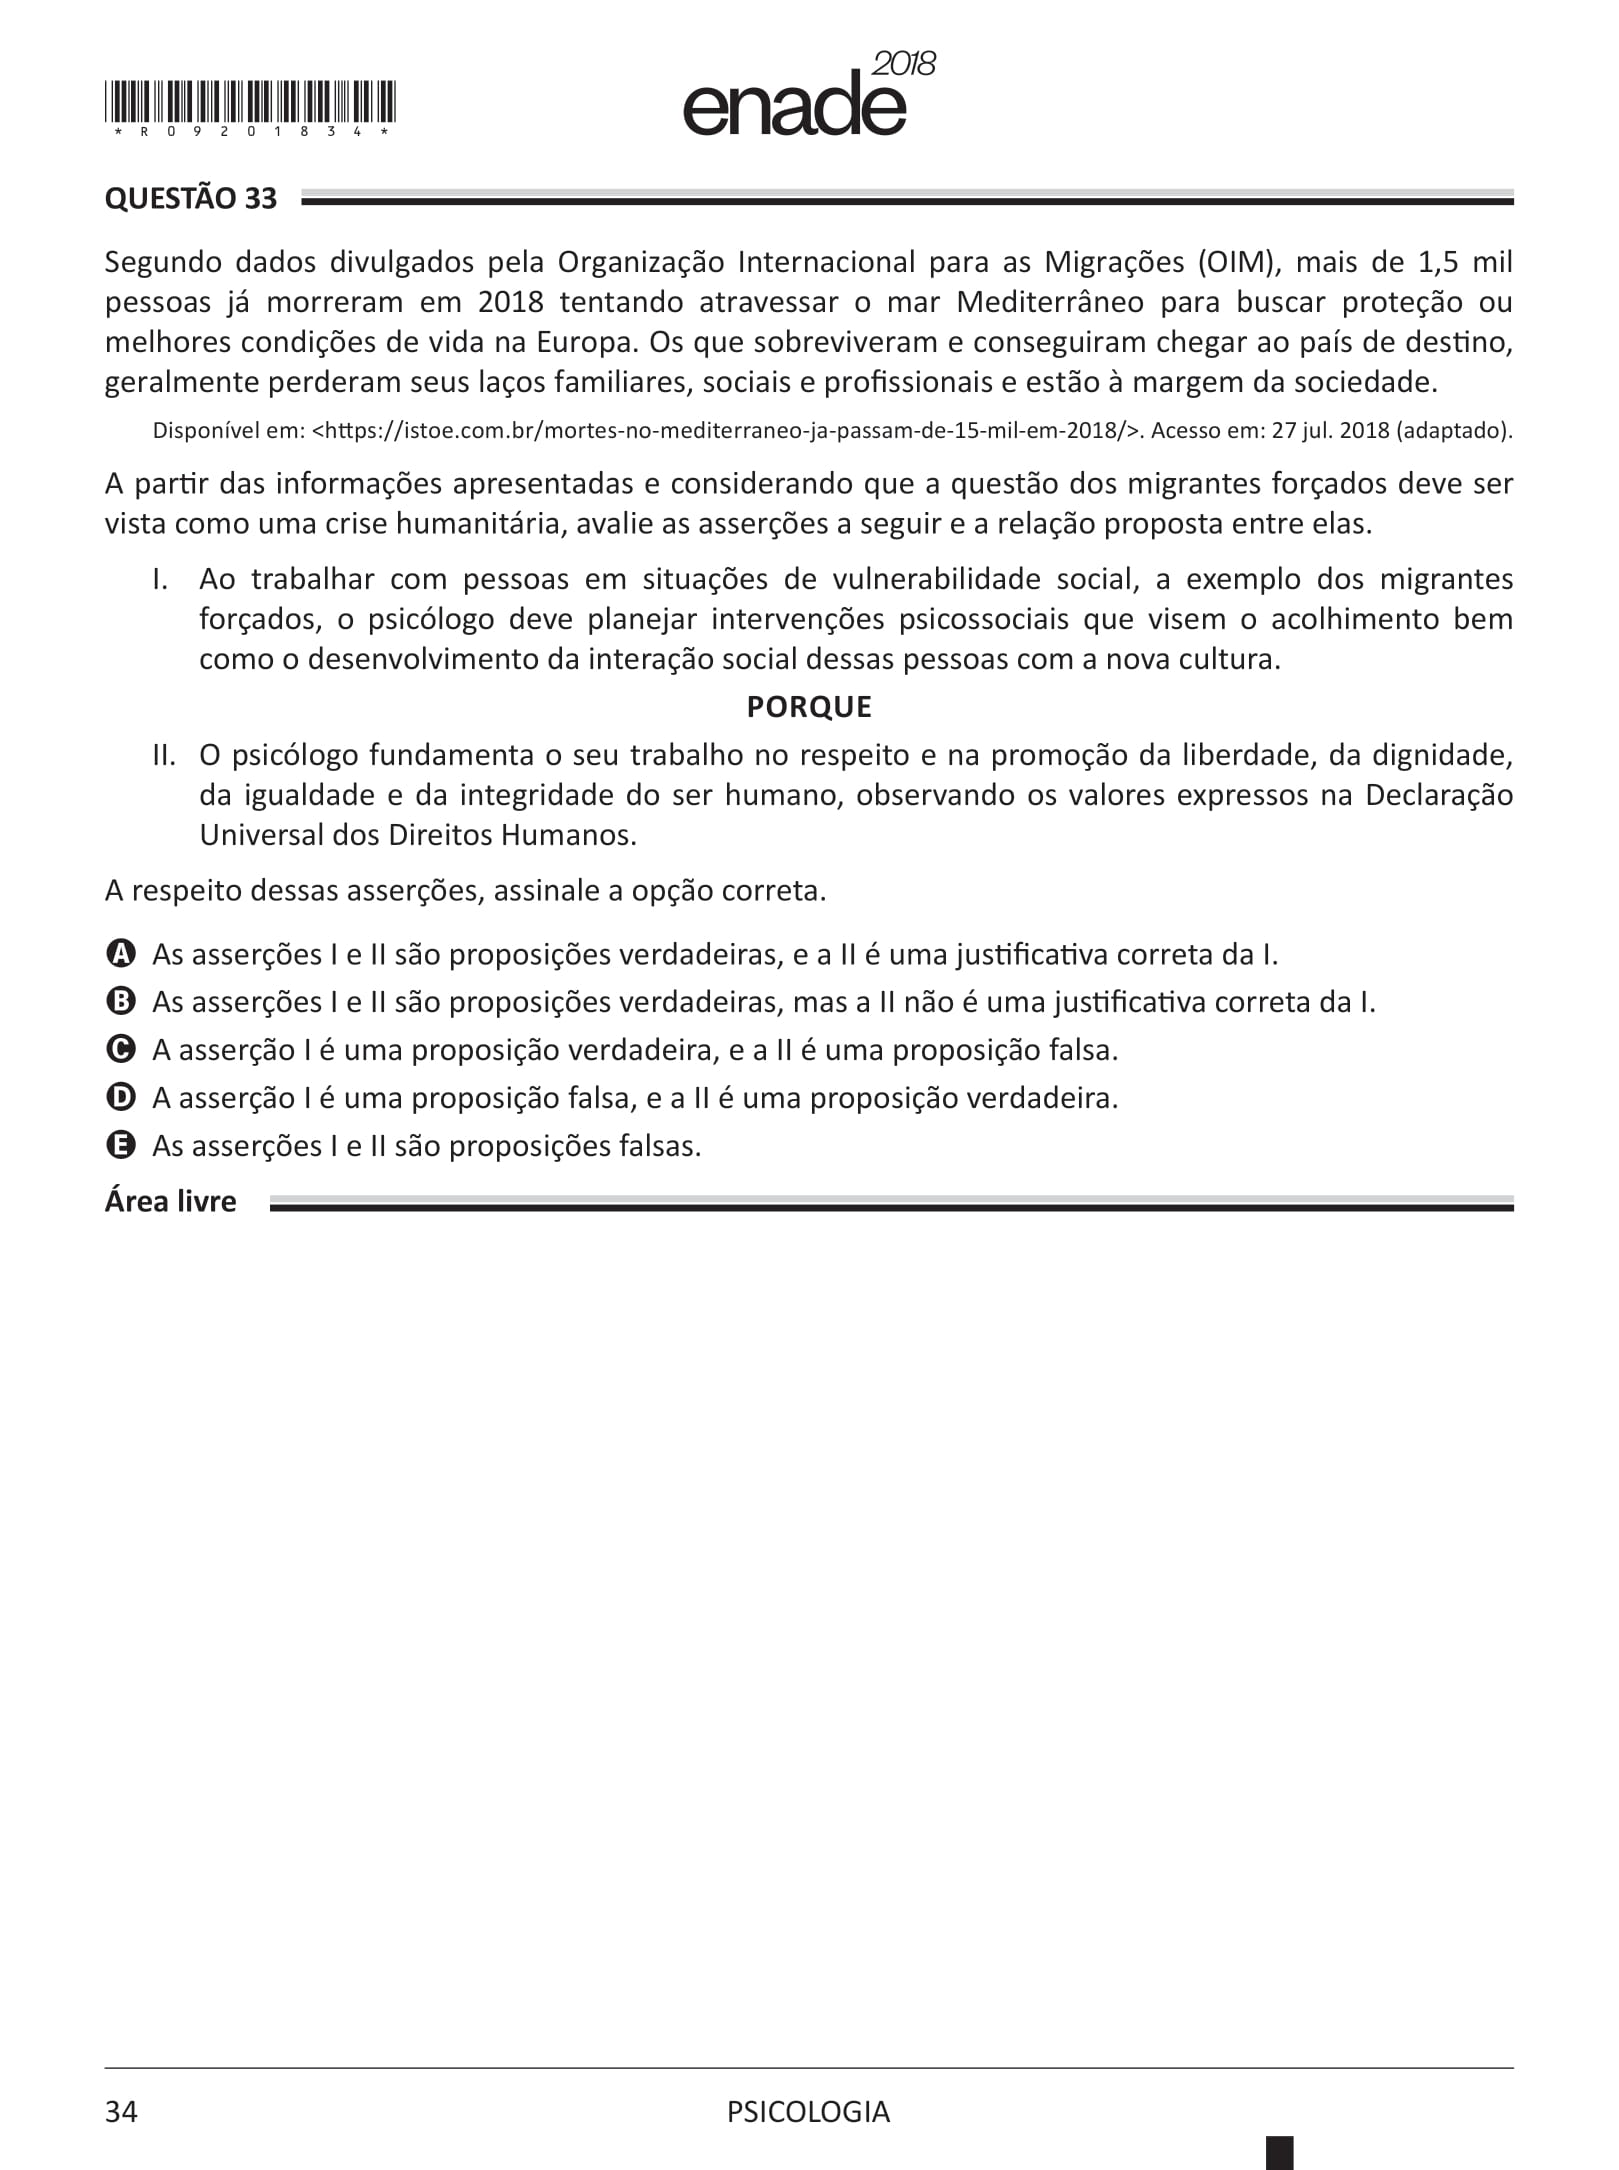 enade2018
*R09201834*
QUESTÃO 33
Segundo dados divulgados pela Organização Internacional para as Migrações (OIM), mais de 1,5 mil
pessoas já morreram em 2018 tentando atravessar o mar Mediterrâneo para buscar proteção ou
melhores condições de vida na Europa. Os que sobreviveram e conseguiram chegar ao país de destino,
geralmente perderam seus laços familiares, sociais e profissionais e estão à margem da sociedade.
Disponível em: <https://istoe.com.br/mortes-no-mediterraneo-ja-passam-de-15-mil-em-2018/>. Acesso em: 27 jul. 2018 (adaptado).
A partir das informações apresentadas e considerando que a questão dos migrantes forçados deve ser
vista como uma crise humanitária, avalie as asserções a seguir e a relação proposta entre elas.
I. Ao trabalhar com pessoas em situações de vulnerabilidade social, a exemplo dos migrantes
forçados, o psicólogo deve planejar intervenções psicossociais que visem o acolhimento bem
como o desenvolvimento da interação social dessas pessoas com a nova cultura.
PORQUE
II. O psicólogo fundamenta o seu trabalho no respeito e na promoção da liberdade, da dignidade,
da igualdade e da integridade do ser humano, observando os valores expressos na Declaração
Universal dos Direitos Humanos.
A respeito dessas asserções, assinale a opção correta.
A As asserções I e II são proposições verdadeiras, e a II é uma justificativa correta da I.
B As asserções I e II são proposições verdadeiras, mas a II não é uma justificativa correta da I.
C A asserção I é uma proposição verdadeira, e a II é uma proposição falsa.
D A asserção I é uma proposição falsa, e a II é uma proposição verdadeira.
E As asserções I e II são proposições falsas.
Área livre
34
PSICOLOGIA